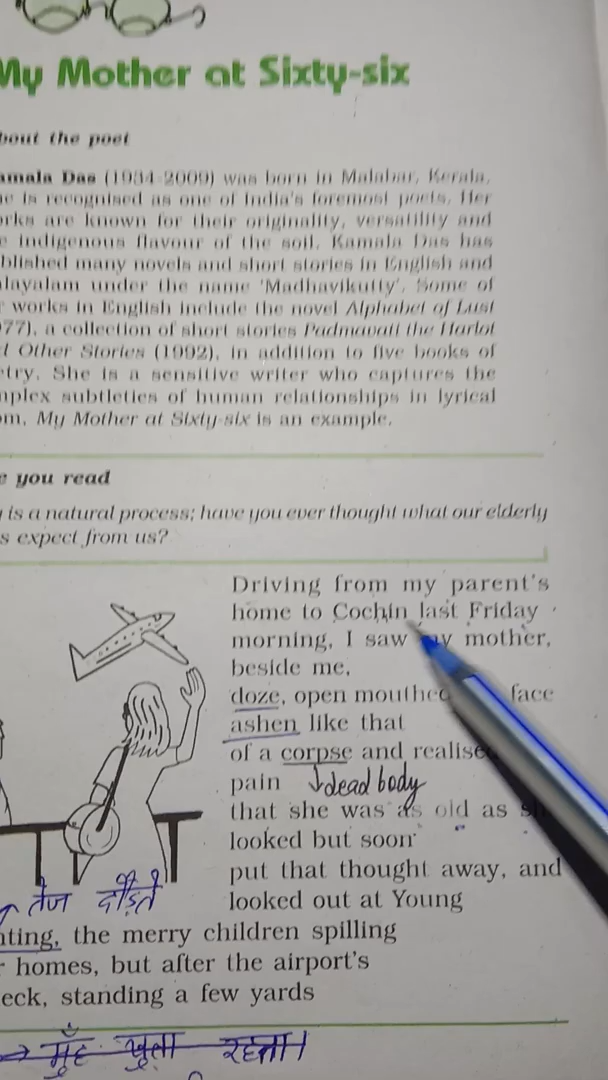 My Mother at Sixty-six
bout the poet
amala Das (1934-2009) was born in Malabar, Kerala.
e is recognised as one of India's foremost poets. Her
rks are known for their originality, versatility and
e indigenous flavour of the soil. Kamala Das has
blished many novels and short stories in English and
layalam under the name 'Madhavikutty'. Some of
r works in English include the novel Alphabet of Lust
77), a collection of short stories Padmavati the Harlot
d Other Stories (1992), in addition to five books of
etry. She is a sensitive writer who captures the
mplex subtleties of human relationships in lyrical
om, My Mother at Sixty-six is an example.
e you read
g is a natural process; have you ever thought what our elderly
s expect from us?
Driving from my parent's
home to Cochin last Friday
morning, I saw my mother,
beside me,
doze, open mouthed face
ashen like that
of a corpse and realised
pain dead body
that she was as old as
looked but soon
put that thought away, and
looked out at Young
तेज दौड़ते
nting, the merry children spilling
r homes, but after the airport's
eck, standing a few yards
मुँह खुला रहना।